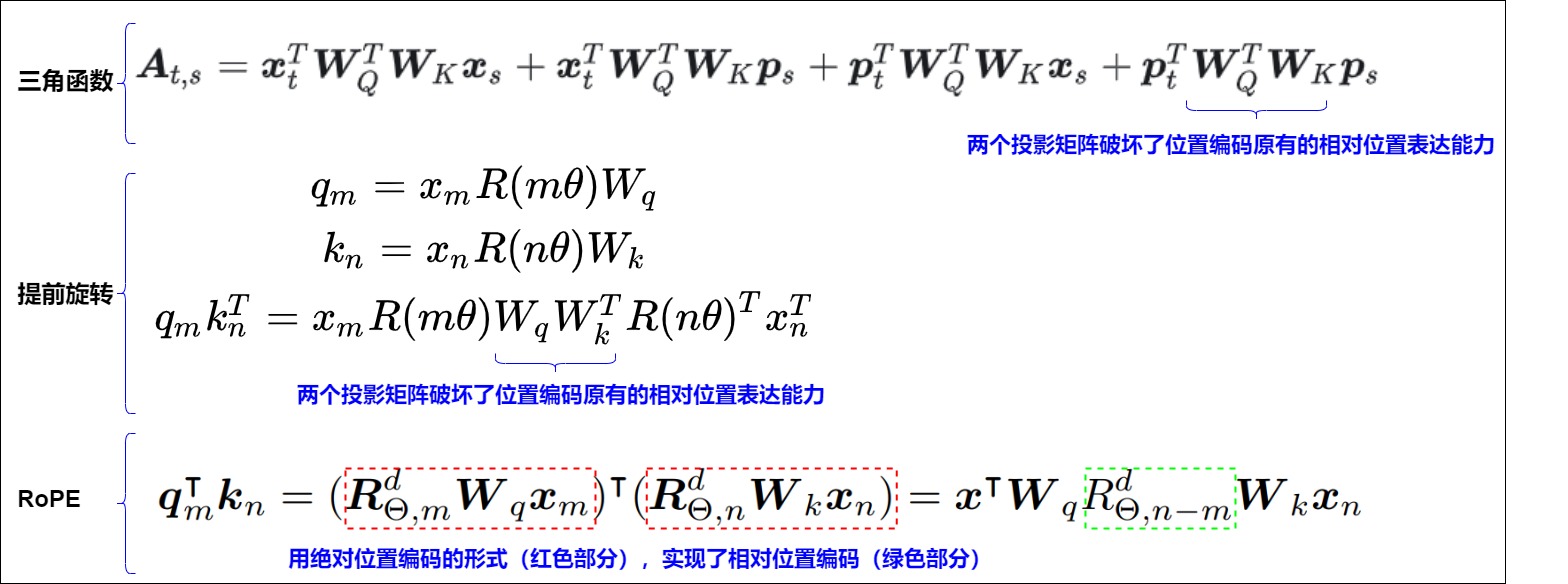 三角函数
$\boldsymbol{A}_{t,s} = \boldsymbol{x}_t^T \boldsymbol{W}_Q^T \boldsymbol{W}_K \boldsymbol{x}_s + \boldsymbol{x}_t^T \boldsymbol{W}_Q^T \boldsymbol{W}_K \boldsymbol{p}_s + \boldsymbol{p}_t^T \boldsymbol{W}_Q^T \boldsymbol{W}_K \boldsymbol{x}_s + \boldsymbol{p}_t^T \boldsymbol{W}_Q^T \boldsymbol{W}_K \boldsymbol{p}_s$
两个投影矩阵破坏了位置编码原有的相对位置表达能力
提前旋转
$q_m = x_m R(m\theta) W_q$
$k_n = x_n R(n\theta) W_k$
$q_m k_n^T = x_m R(m\theta) W_q W_k^T R(n\theta)^T x_n^T$
两个投影矩阵破坏了位置编码原有的相对位置表达能力
RoPE
$\boldsymbol{q}_m^\intercal \boldsymbol{k}_n = (\boldsymbol{R}_{\Theta,m}^d \boldsymbol{W}_q \boldsymbol{x}_m)^\intercal (\boldsymbol{R}_{\Theta,n}^d \boldsymbol{W}_k \boldsymbol{x}_n) = \boldsymbol{x}^\intercal \boldsymbol{W}_q R_{\Theta,n-m}^d \boldsymbol{W}_k \boldsymbol{x}_n$
用绝对位置编码的形式（红色部分），实现了相对位置编码（绿色部分）